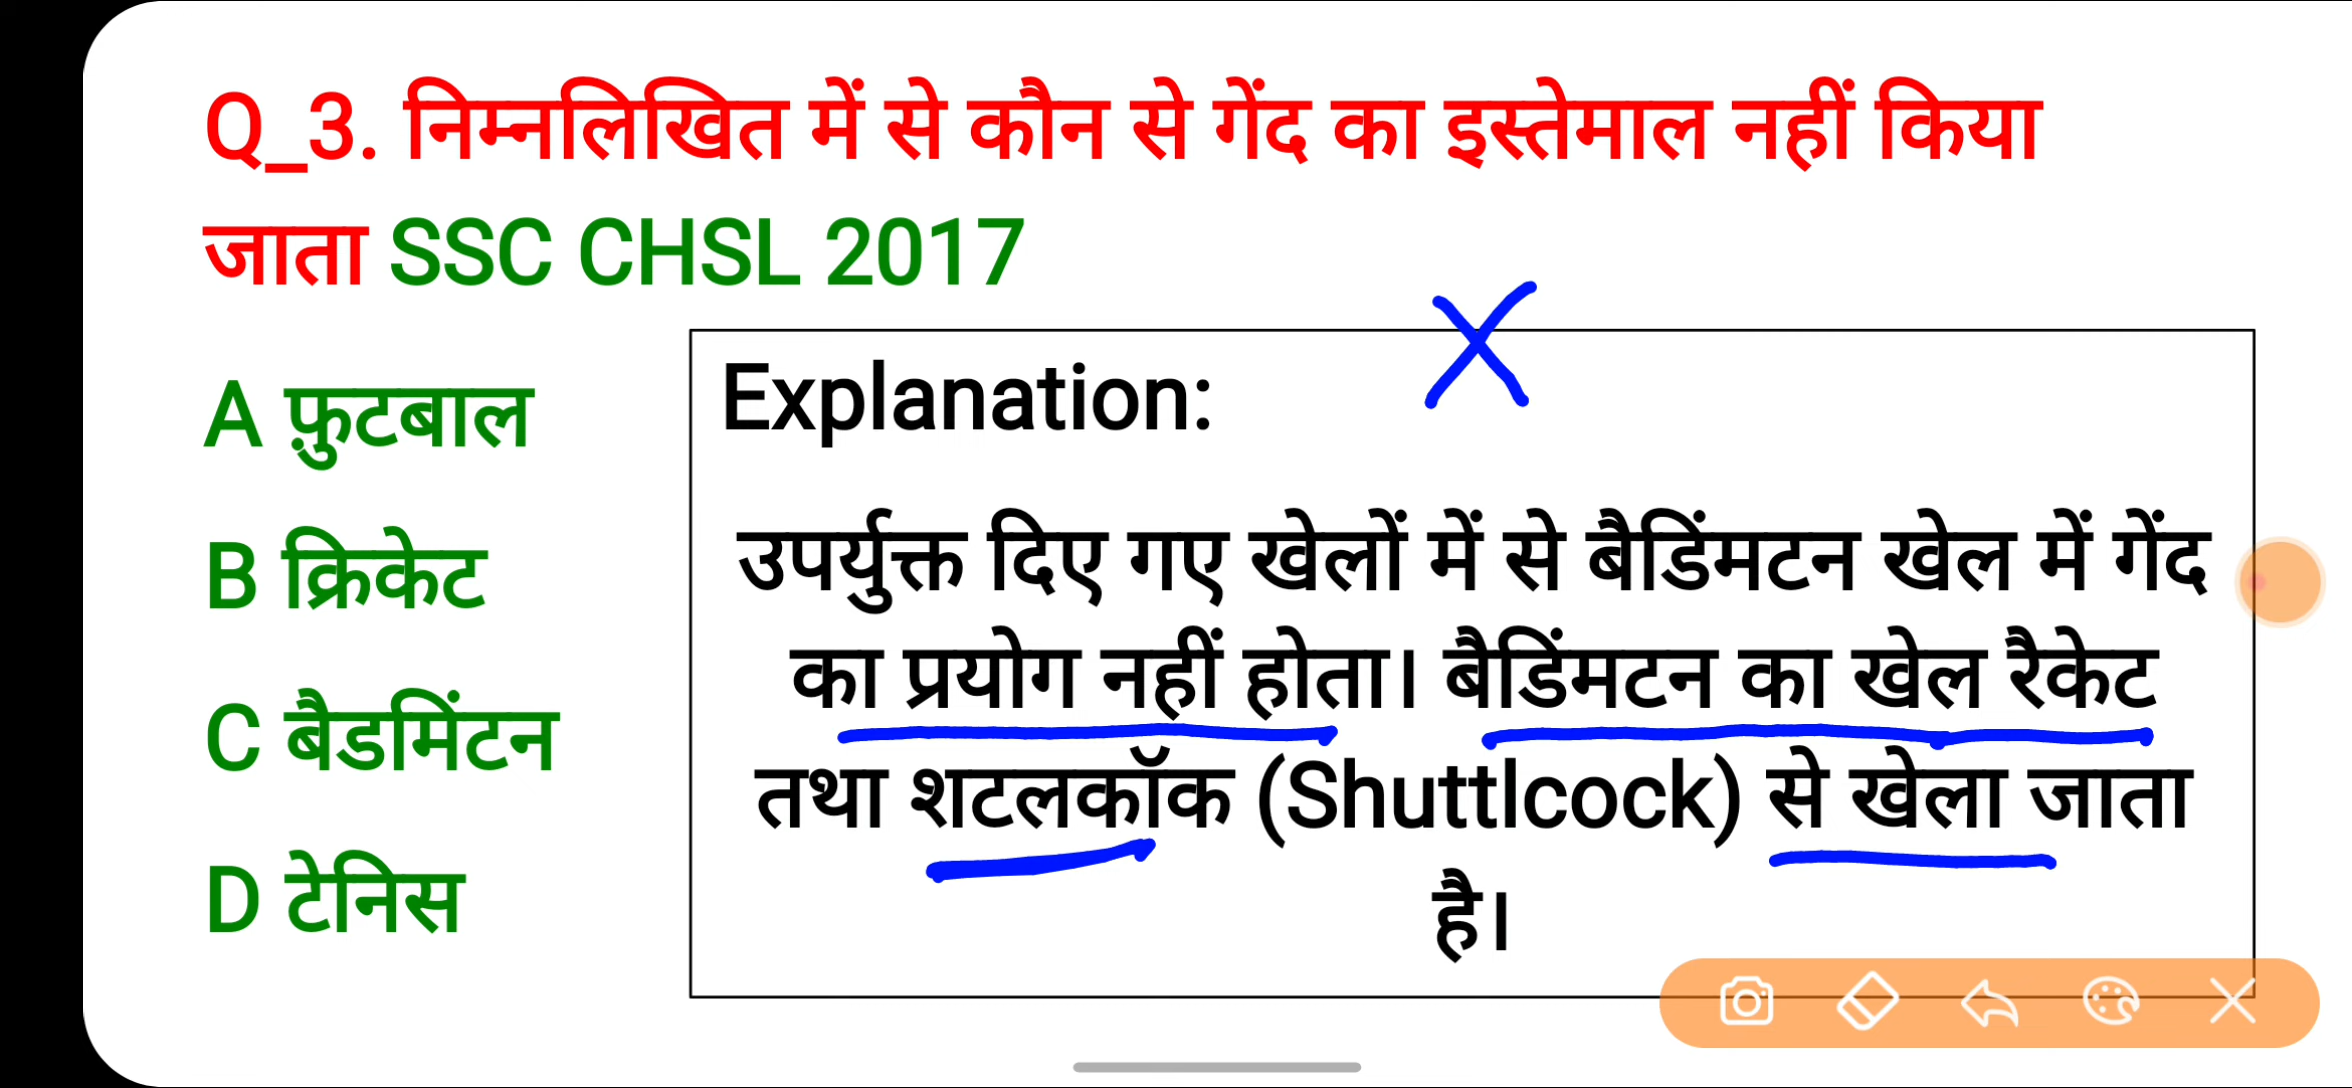 Q_3. निम्नलिखित में से कौन से गेंद का इस्तेमाल नहीं किया
जाता SSC CHSL 2017
A फ़ुटबाल
B क्रिकेट
C बैडमिंटन
D टेनिस
Explanation:
उपर्युक्त दिए गए खेलों में से बैडिंमटन खेल में गेंद
का प्रयोग नहीं होता। बैडिंमटन का खेल रैकेट
तथा शटलकॉक (Shuttlcock) से खेला जाता
है।